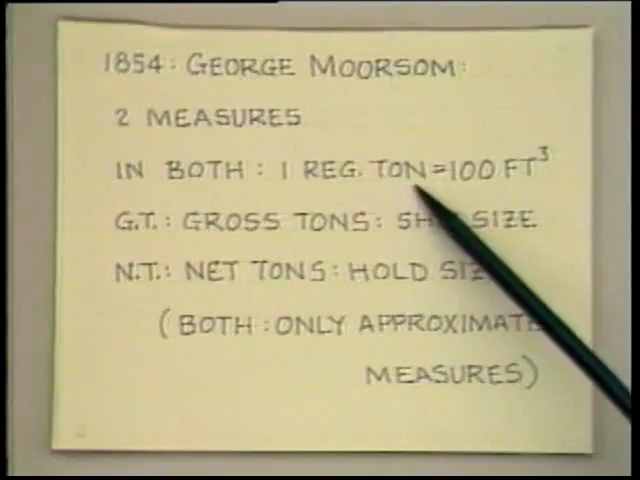 1854: GEORGE MOORSOM:
2 MEASURES
IN BOTH: 1 REG. TON=100 FT³
G.T.: GROSS TONS: SHIP SIZE
N.T.: NET TONS: HOLD
(BOTH: ONLY APPROXIMATE
MEASURES)